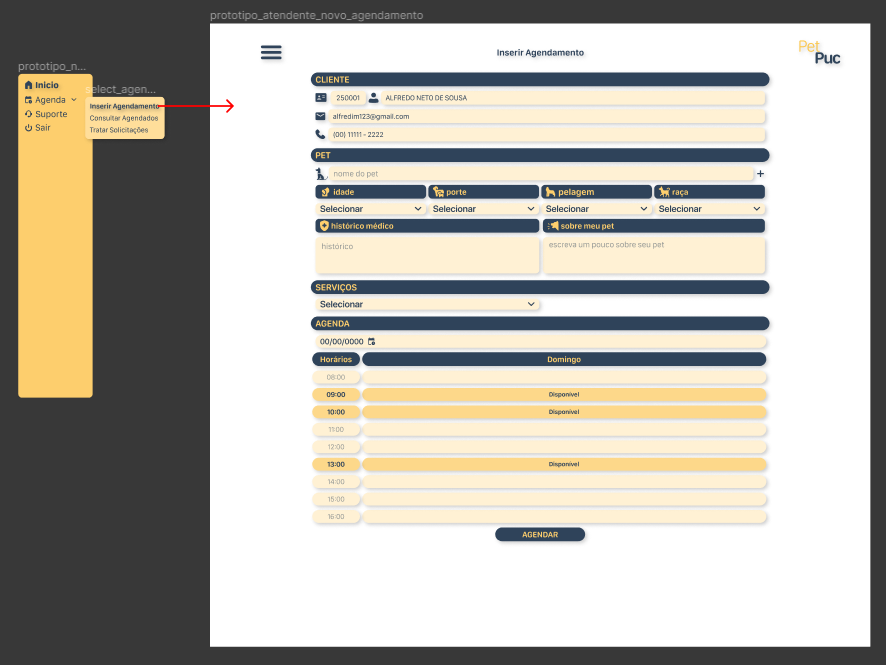 prototipo_atendente_novo_agendamento
prototipo_n...
Inicio
Agenda
Suporte
Sair
select_agen...
Inserir Agendamento
Consultar Agendados
Tratar Solicitações
Inserir Agendamento
Pet
Puc
CLIENTE
250001 ALFREDO NETO DE SOUSA
alfredim123@gmail.com
(00) 11111 - 2222
PET
nome do pet +
idade porte pelagem raça
Selecionar Selecionar Selecionar Selecionar
histórico médico sobre meu pet
histórico escreva um pouco sobre seu pet
SERVIÇOS
Selecionar
AGENDA
00/00/0000
Horários Domingo
08:00
09:00 Disponível
10:00 Disponível
11:00
12:00
13:00 Disponível
14:00
15:00
16:00
AGENDAR